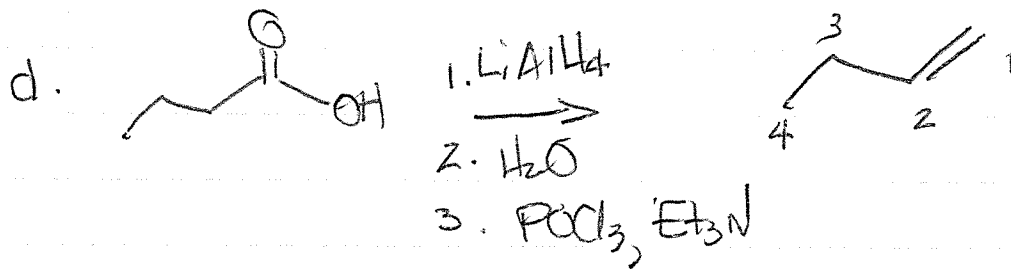 d.
O
OH
1. LiAlH4
2. H2O
3. POCl3, Et3N
3
1
4
2